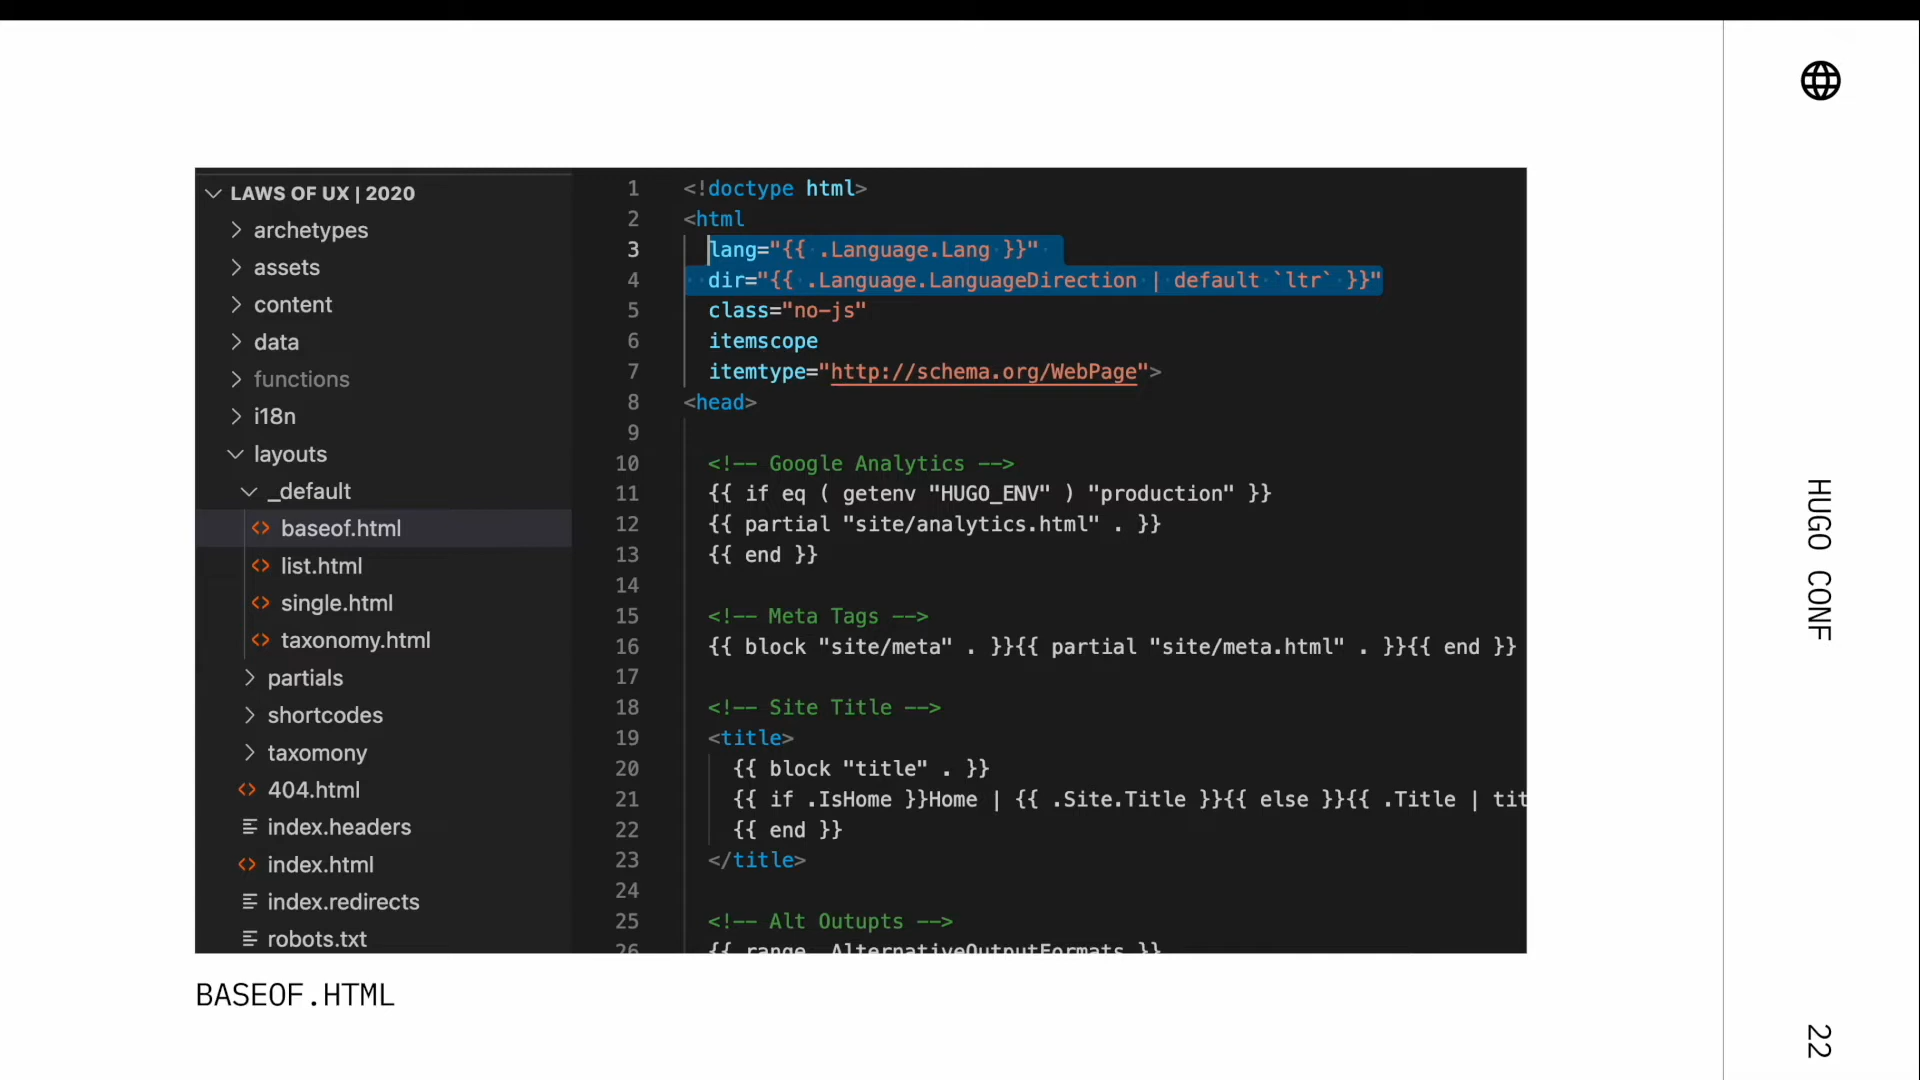 LAWS OF UX | 2020
archetypes
assets
content
data
functions
i18n
layouts
_default
baseof.html
list.html
single.html
taxonomy.html
partials
shortcodes
taxomony
404.html
index.headers
index.html
index.redirects
robots.txt
1 <!doctype html>
2 <html
3 lang="{{ .Language.Lang }}"
4 dir="{{ .Language.LanguageDirection | default `ltr` }}"
5 class="no-js"
6 itemscope
7 itemtype="http://schema.org/WebPage">
8 <head>
9
10 <!-- Google Analytics -->
11 {{ if eq ( getenv "HUGO_ENV" ) "production" }}
12 {{ partial "site/analytics.html" . }}
13 {{ end }}
14
15 <!-- Meta Tags -->
16 {{ block "site/meta" . }}{{ partial "site/meta.html" . }}{{ end }}
17
18 <!-- Site Title -->
19 <title>
20 {{ block "title" . }}
21 {{ if .IsHome }}Home | {{ .Site.Title }}{{ else }}{{ .Title | tit
22 {{ end }}
23 </title>
24
25 <!-- Alt Outupts -->
26 {{ range .AlternativeOutputFormats }}
BASEOF.HTML
HUGO CONF
22